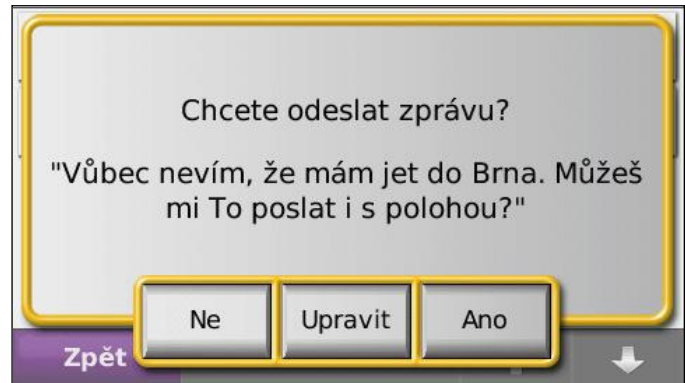 Chcete odeslat zprávu?
"Vůbec nevím, že mám jet do Brna. Můžeš
mi To poslat i s polohou?"
Ne
Upravit
Ano
Zpět